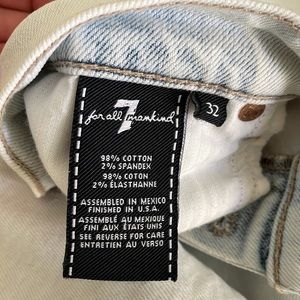 7
for all mankind
32
98% COTTON
2% SPANDEX
98% COTON
2% ÉLASTHANNE
ASSEMBLED IN MEXICO
FINISHED IN U.S.A.
ASSEMBLÉ AU MEXIQUE
FINI AUX ÉTATS UNIS
SEE REVERSE FOR CARE
ENTRETIEN AU VERSO